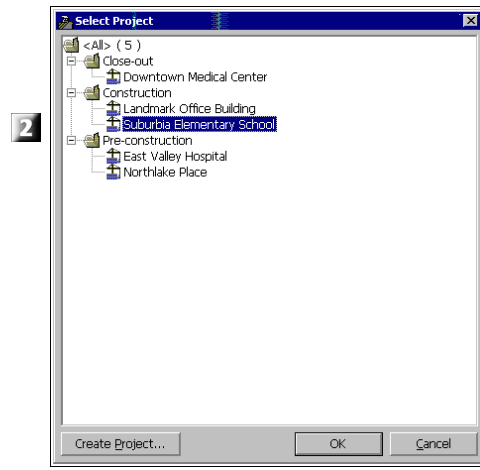 Select Project
<All> ( 5 )
Close-out
Downtown Medical Center
Construction
Landmark Office Building
2
Suburbia Elementary School
Pre-construction
East Valley Hospital
Northlake Place
Create Project... OK Cancel